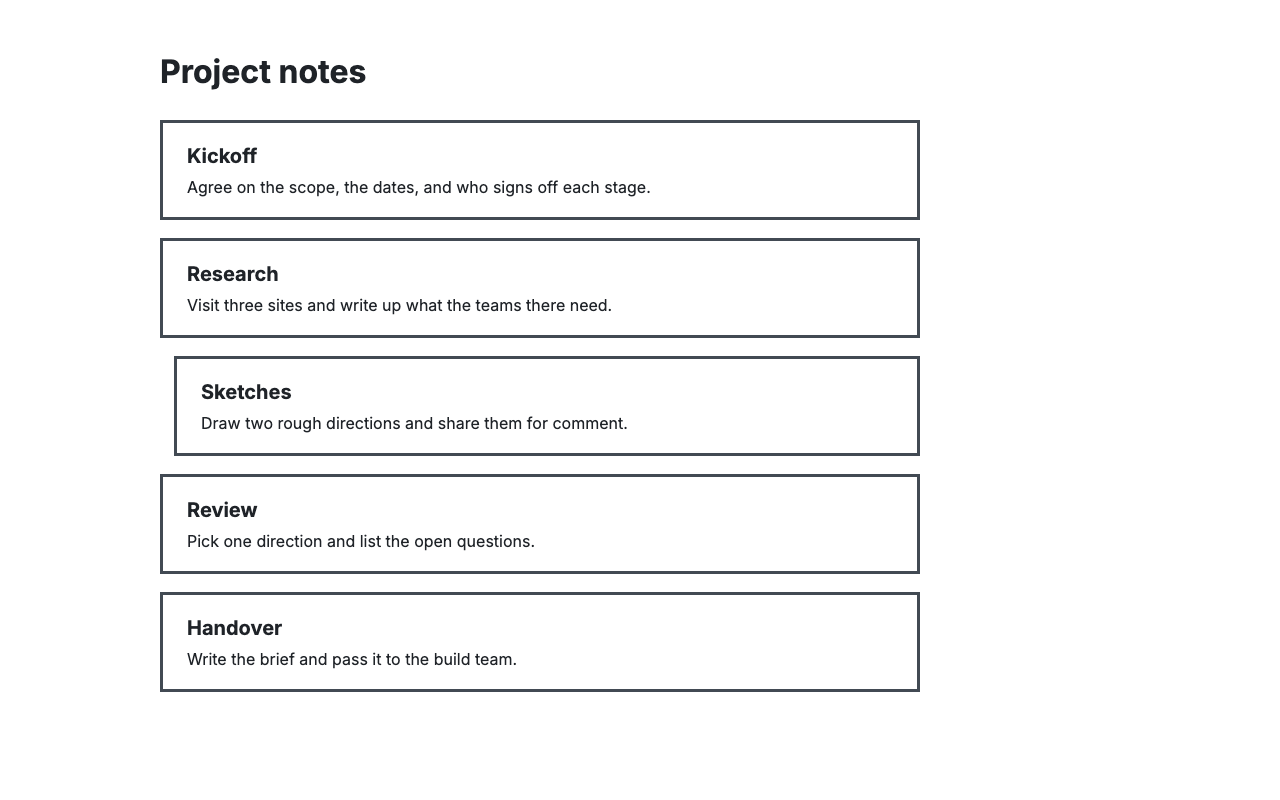 Project notes
Kickoff
Agree on the scope, the dates, and who signs off each stage.
Research
Visit three sites and write up what the teams there need.
Sketches
Draw two rough directions and share them for comment.
Review
Pick one direction and list the open questions.
Handover
Write the brief and pass it to the build team.